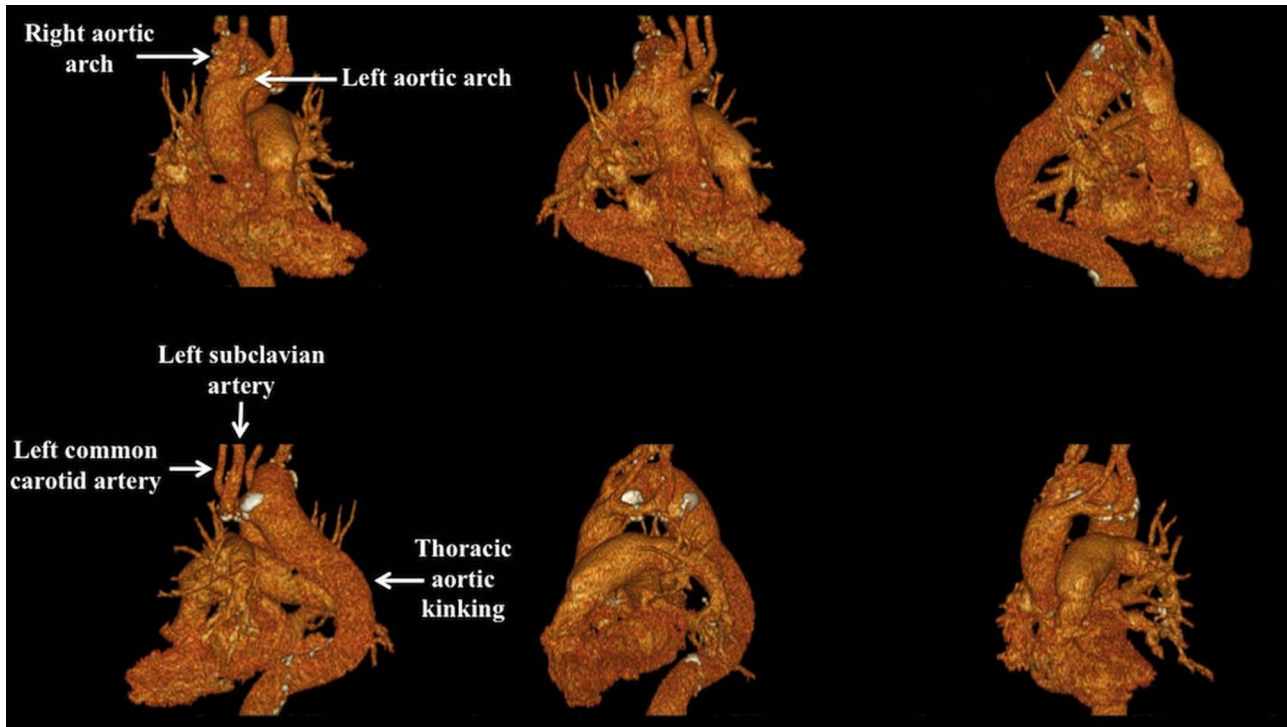 Right aortic
arch
Left aortic arch
Left subclavian
artery
Left common
carotid artery
Thoracic
aortic
kinking